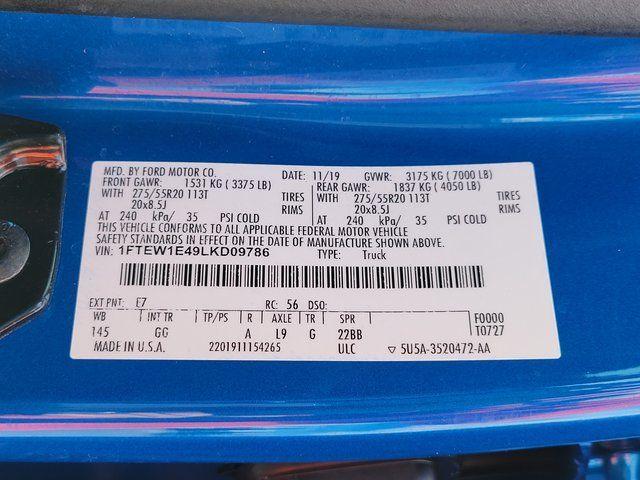 MFD. BY FORD MOTOR CO. DATE: 11/19 GVWR: 3175 KG ( 7000 LB)
FRONT GAWR: 1531 KG ( 3375 LB) REAR GAWR: 1837 KG ( 4050 LB)
WITH 275/55R20 113T TIRES WITH 275/55R20 113T TIRES
20x8.5J RIMS 20x8.5J RIMS
AT 240 kPa/ 35 PSI COLD AT 240 kPa/ 35 PSI COLD
THIS VEHICLE CONFORMS TO ALL APPLICABLE FEDERAL MOTOR VEHICLE
SAFETY STANDARDS IN EFFECT ON THE DATE OF MANUFACTURE SHOWN ABOVE.
VIN: 1FTEW1E49LKD09786 TYPE: Truck
EXT PNT: E7 RC: 56 DSO:
WB INT TR TP/PS R AXLE TR SPR F0000
145 GG A L9 G 22BB T0727
MADE IN U.S.A. 2201911154265 ULC ▽ 5U5A-3520472-AA